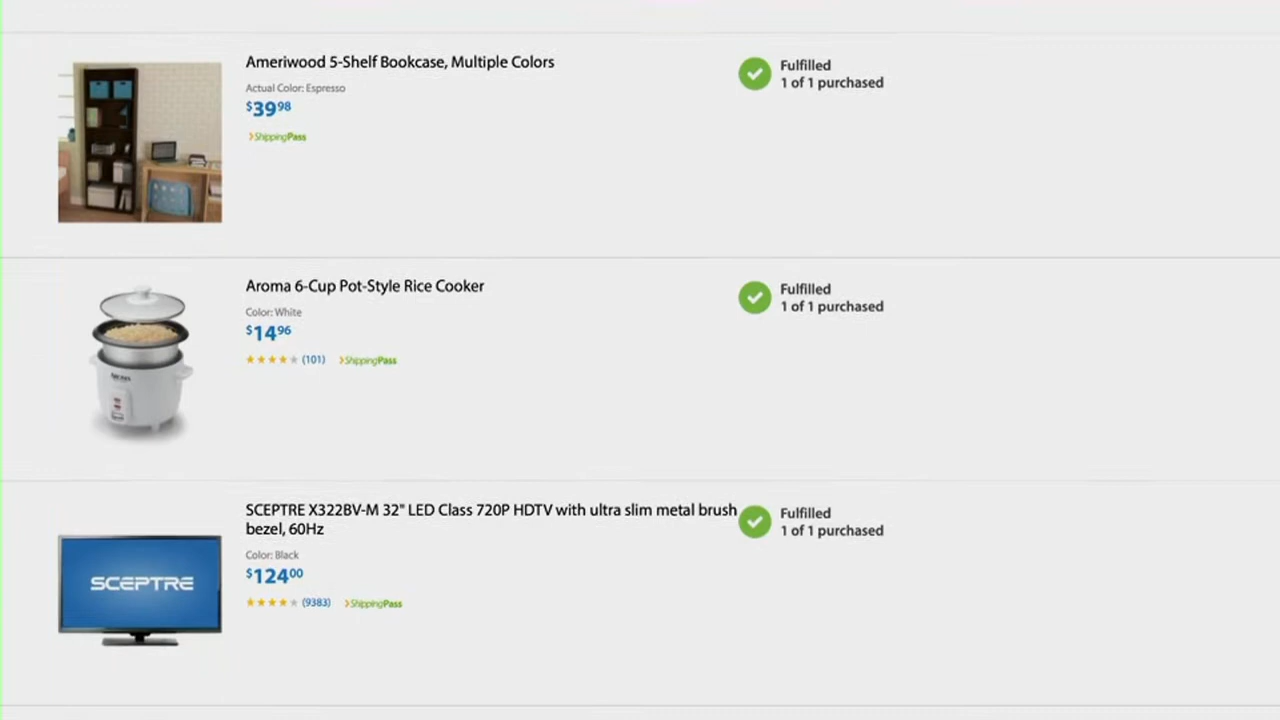 Ameriwood 5-Shelf Bookcase, Multiple Colors
Actual Color: Espresso
$39 98
ShippingPass
Fulfilled
1 of 1 purchased
Aroma 6-Cup Pot-Style Rice Cooker
Color: White
$14 96
(101) ShippingPass
Fulfilled
1 of 1 purchased
AROMA
SCEPTRE X322BV-M 32" LED Class 720P HDTV with ultra slim metal brush
bezel, 60Hz
Color: Black
$124 00
(9383) ShippingPass
Fulfilled
1 of 1 purchased
SCEPTRE